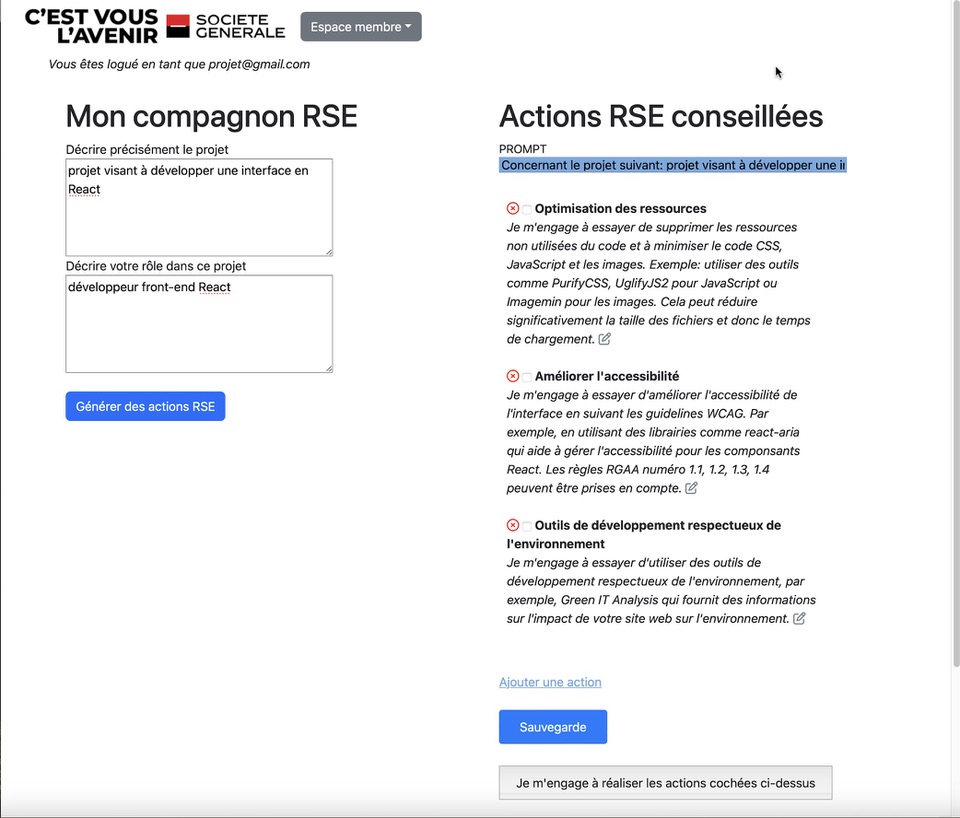 C'EST VOUS
L'AVENIR
SOCIETE
GENERALE
Espace membre
Vous êtes logué en tant que projet@gmail.com
Mon compagnon RSE
Décrire précisément le projet
projet visant à développer une interface en
React
Décrire votre rôle dans ce projet
développeur front-end React
Générer des actions RSE
Actions RSE conseillées
PROMPT
Concernant le projet suivant: projet visant à développer une i
Optimisation des ressources
Je m'engage à essayer de supprimer les ressources
non utilisées du code et à minimiser le code CSS,
JavaScript et les images. Exemple: utiliser des outils
comme PurifyCSS, UglifyJS2 pour JavaScript ou
Imagemin pour les images. Cela peut réduire
significativement la taille des fichiers et donc le temps
de chargement.
Améliorer l'accessibilité
Je m'engage à essayer d'améliorer l'accessibilité de
l'interface en suivant les guidelines WCAG. Par
exemple, en utilisant des librairies comme react-aria
qui aide à gérer l'accessibilité pour les componsants
React. Les règles RGAA numéro 1.1, 1.2, 1.3, 1.4
peuvent être prises en compte.
Outils de développement respectueux de
l'environnement
Je m'engage à essayer d'utiliser des outils de
développement respectueux de l'environnement, par
exemple, Green IT Analysis qui fournit des informations
sur l'impact de votre site web sur l'environnement.
Ajouter une action
Sauvegarde
Je m'engage à réaliser les actions cochées ci-dessus